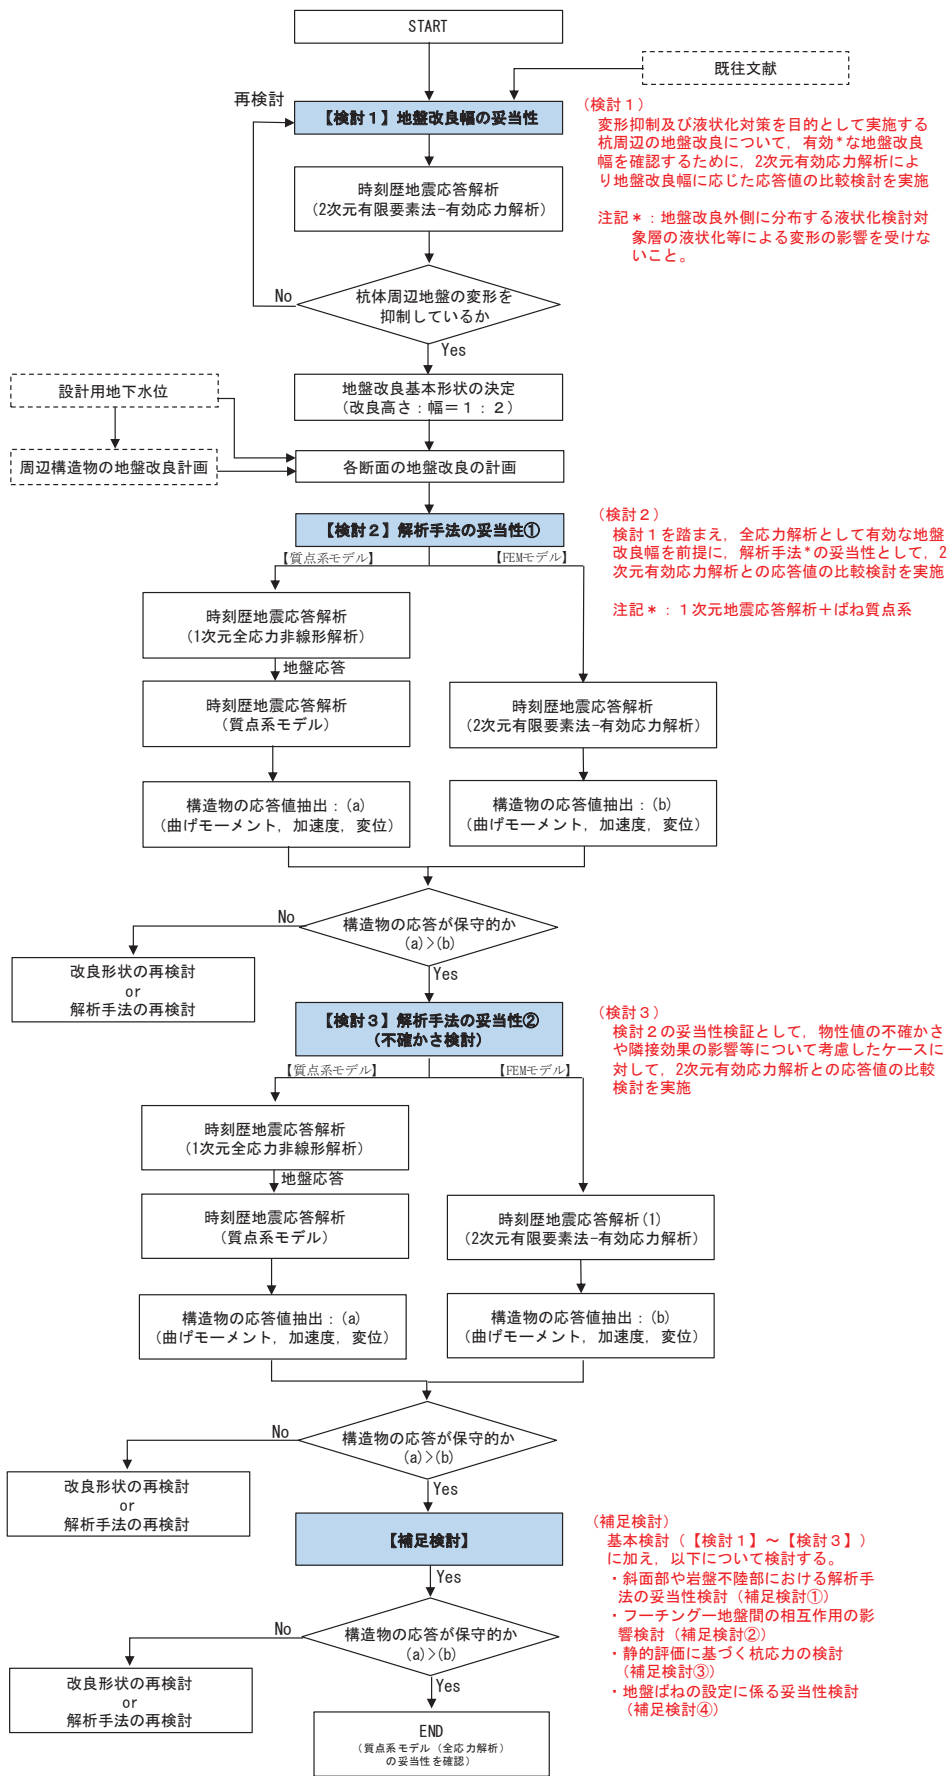 START
既往文献
再検討
【検討１】地盤改良幅の妥当性
（検討１）
変形抑制及び液状化対策を目的として実施する
杭周辺の地盤改良について，有効*な地盤改良
幅を確認するために，2次元有効応力解析によ
り地盤改良幅に応じた応答値の比較検討を実施
注記＊：地盤改良外側に分布する液状化検討対
象層の液状化等による変形の影響を受けな
いこと。
時刻歴地震応答解析
(2次元有限要素法-有効応力解析)
No
杭体周辺地盤の変形を
抑制しているか
Yes
地盤改良基本形状の決定
（改良高さ：幅＝１：２）
設計用地下水位
周辺構造物の地盤改良計画
各断面の地盤改良の計画
【検討２】解析手法の妥当性①
（検討２）
検討１を踏まえ，全応力解析として有効な地盤
改良幅を前提に，解析手法*の妥当性として，2
次元有効応力解析との応答値の比較検討を実施
注記＊：１次元地震応答解析＋ばね質点系
【質点系モデル】
【FEMモデル】
時刻歴地震応答解析
(1次元全応力非線形解析)
地盤応答
時刻歴地震応答解析
(質点系モデル)
時刻歴地震応答解析
(2次元有限要素法-有効応力解析)
構造物の応答値抽出：(a)
(曲げモーメント，加速度，変位)
構造物の応答値抽出：(b)
(曲げモーメント，加速度，変位)
No
構造物の応答が保守的か
(a)>(b)
Yes
改良形状の再検討
or
解析手法の再検討
【検討３】解析手法の妥当性②
（不確かさ検討）
（検討３）
検討２の妥当性検証として，物性値の不確かさ
や隣接効果の影響等について考慮したケースに
対して，2次元有効応力解析との応答値の比較
検討を実施
【質点系モデル】
【FEMモデル】
時刻歴地震応答解析
(1次元全応力非線形解析)
地盤応答
時刻歴地震応答解析
(質点系モデル)
時刻歴地震応答解析(1)
(2次元有限要素法-有効応力解析)
構造物の応答値抽出：(a)
(曲げモーメント，加速度，変位)
構造物の応答値抽出：(b)
(曲げモーメント，加速度，変位)
No
構造物の応答が保守的か
(a)>(b)
Yes
改良形状の再検討
or
解析手法の再検討
【補足検討】
（補足検討）
基本検討（【検討１】～【検討３】）
に加え，以下について検討する。
・斜面部や岩盤不陸部における解析手
法の妥当性検討（補足検討①）
・フーチングー地盤間の相互作用の影
響検討（補足検討②）
・静的評価に基づく杭応力の検討
（補足検討③）
・地盤ばねの設定に係る妥当性検討
（補足検討④）
Yes
No
構造物の応答が保守的か
(a)>(b)
Yes
改良形状の再検討
or
解析手法の再検討
END
（質点系モデル（全応力解析）
の妥当性を確認）